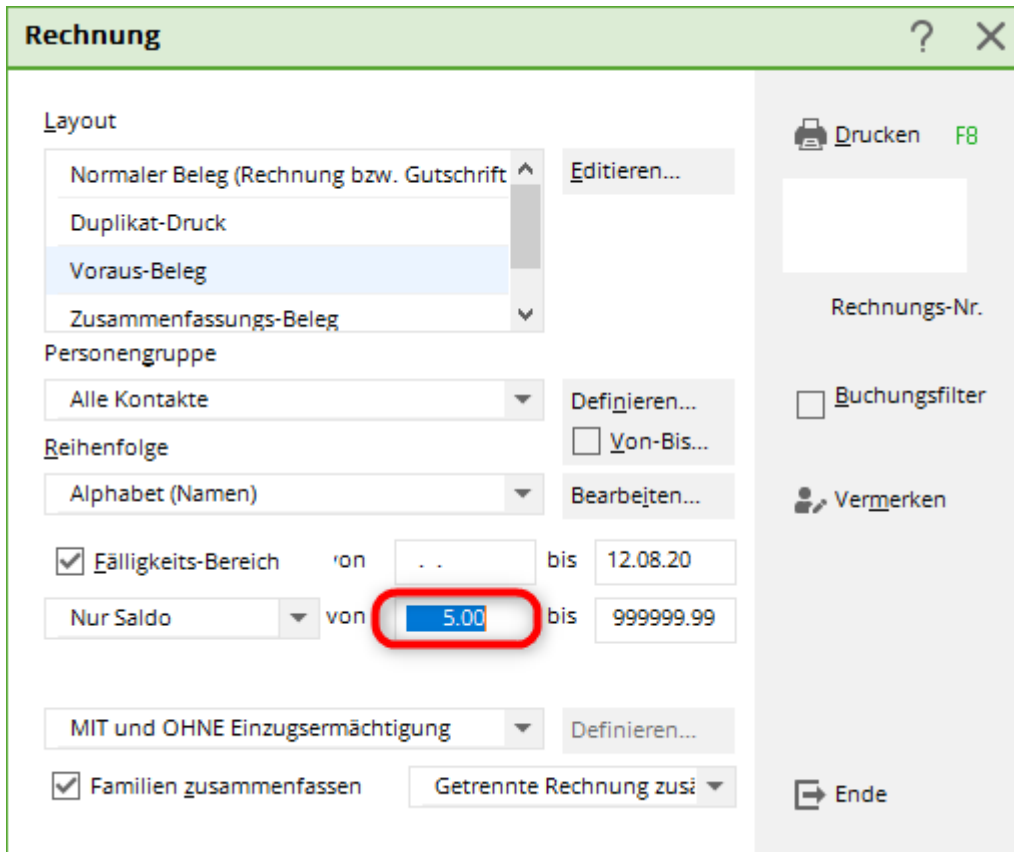 Rechnung
Layout
Normaler Beleg (Rechnung bzw. Gutschrift
Editieren...
Duplikat-Druck
Voraus-Beleg
Zusammenfassungs-Beleg
Personengruppe
Alle Kontakte
Definieren...
Von-Bis...
Reihenfolge
Alphabet (Namen)
Bearbeiten...
Fälligkeits-Bereich von . . bis 12.08.20
Nur Saldo von 5.00 bis 999999.99
MIT und OHNE Einzugsermächtigung
Definieren...
Familien zusammenfassen
Getrennte Rechnung zusä
Drucken F8
Rechnungs-Nr.
Buchungsfilter
Vermerken
Ende